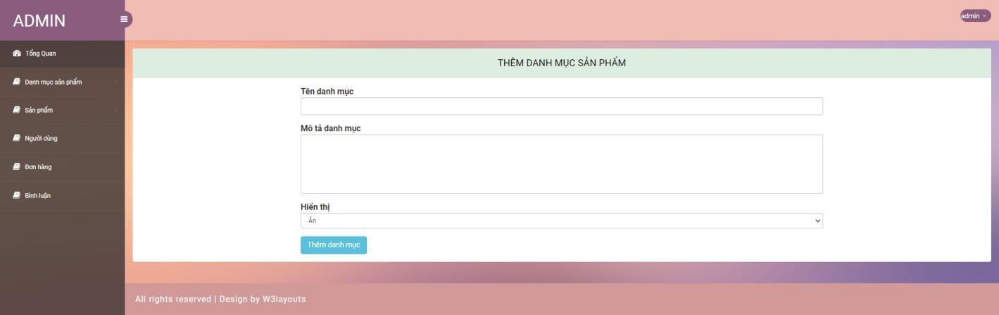 ADMIN
admin
Tổng Quan
Danh mục sản phẩm
Sản phẩm
Người dùng
Đơn hàng
Bình luận
THÊM DANH MỤC SẢN PHẨM
Tên danh mục
Mô tả danh mục
Hiển thị
Ẩn
Thêm danh mục
All rights reserved | Design by W3layouts